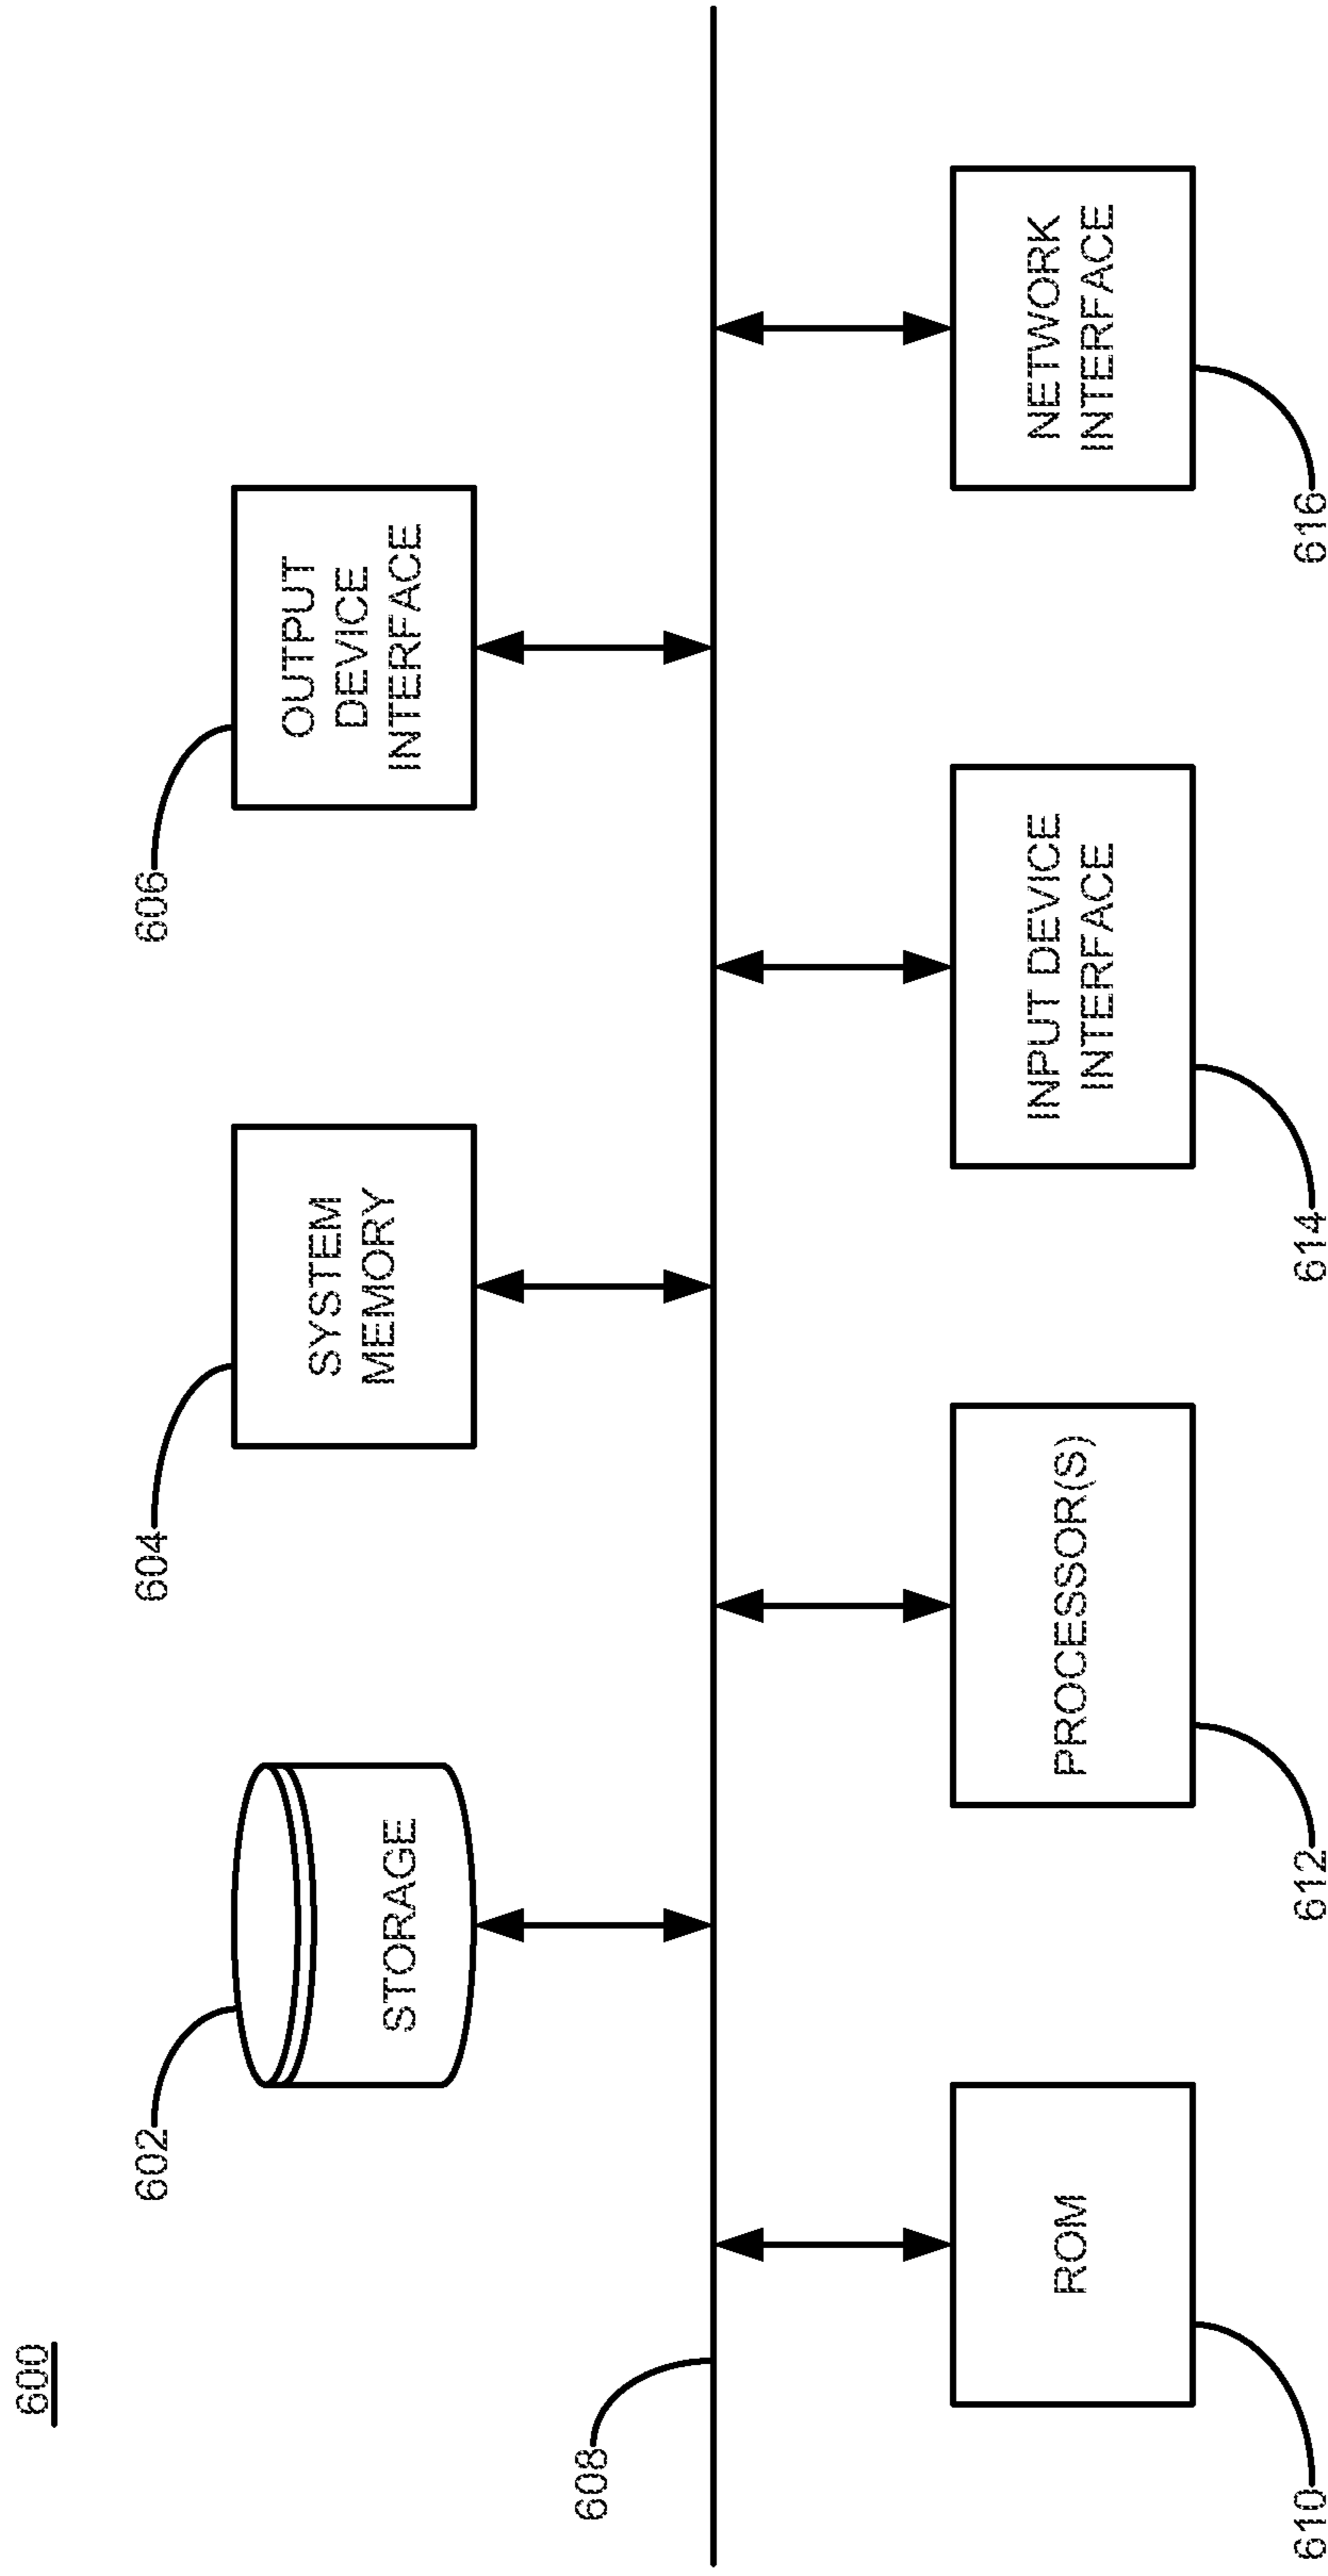 600
602
STORAGE
604
SYSTEM
MEMORY
606
OUTPUT
DEVICE
INTERFACE
608
610
ROM
612
PROCESSOR(S)
614
INPUT DEVICE
INTERFACE
616
NETWORK
INTERFACE